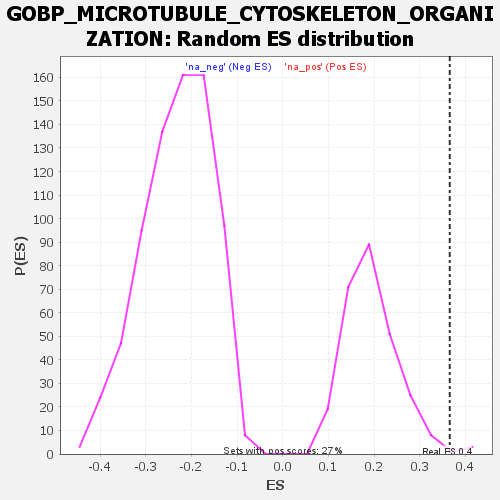 GOBP_MICROTUBULE_CYTOSKELETON_ORGANI
ZATION: Random ES distribution
'na_neg' (Neg ES) 'na_pos' (Pos ES)
160
150
140
130
120
110
100
90
80
70
60
50
40
30
20
10
0
P(ES)
Sets with pos scores: 27%
Real ES 0.4
-0.4 -0.3 -0.2 -0.1 0.0 0.1 0.2 0.3 0.4
ES